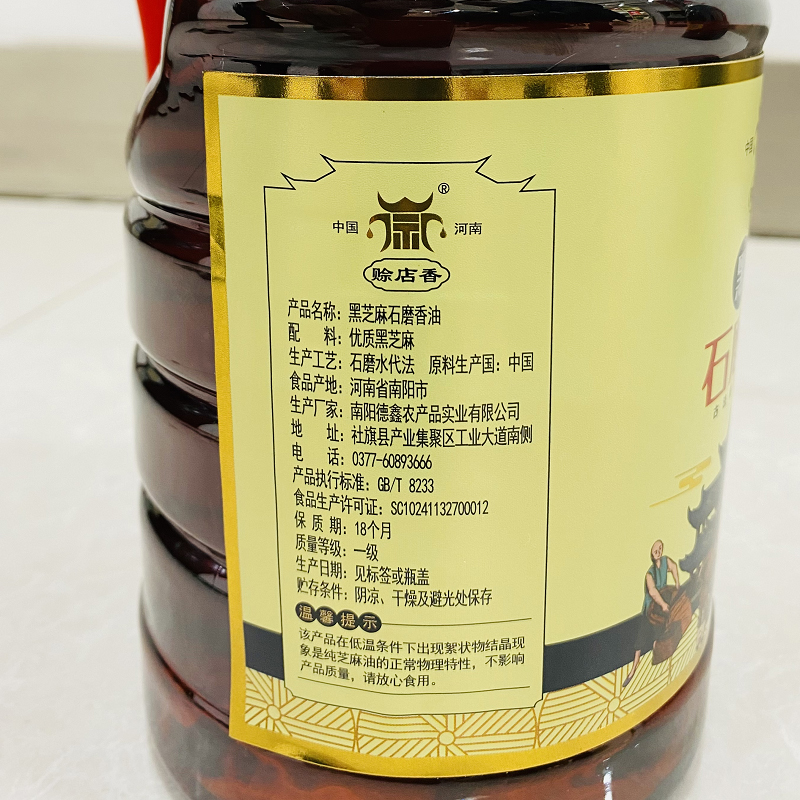 中国 河南
®
赊店香
产品名称：黑芝麻石磨香油
配 料：优质黑芝麻
生产工艺：石磨水代法 原料生产国：中国
食品产地：河南省南阳市
生产厂家：南阳德鑫农产品实业有限公司
地 址：社旗县产业集聚区工业大道南侧
电 话：0377-60893666
产品执行标准：GB/T 8233
食品生产许可证：SC10241132700012
保 质 期：18个月
质量等级：一级
生产日期：见标签或瓶盖
贮存条件：阴凉、干燥及避光处保存
温馨提示
该产品在低温条件下出现絮状物结晶现
象是纯芝麻油的正常物理特性，不影响
产品质量，请放心食用。
石